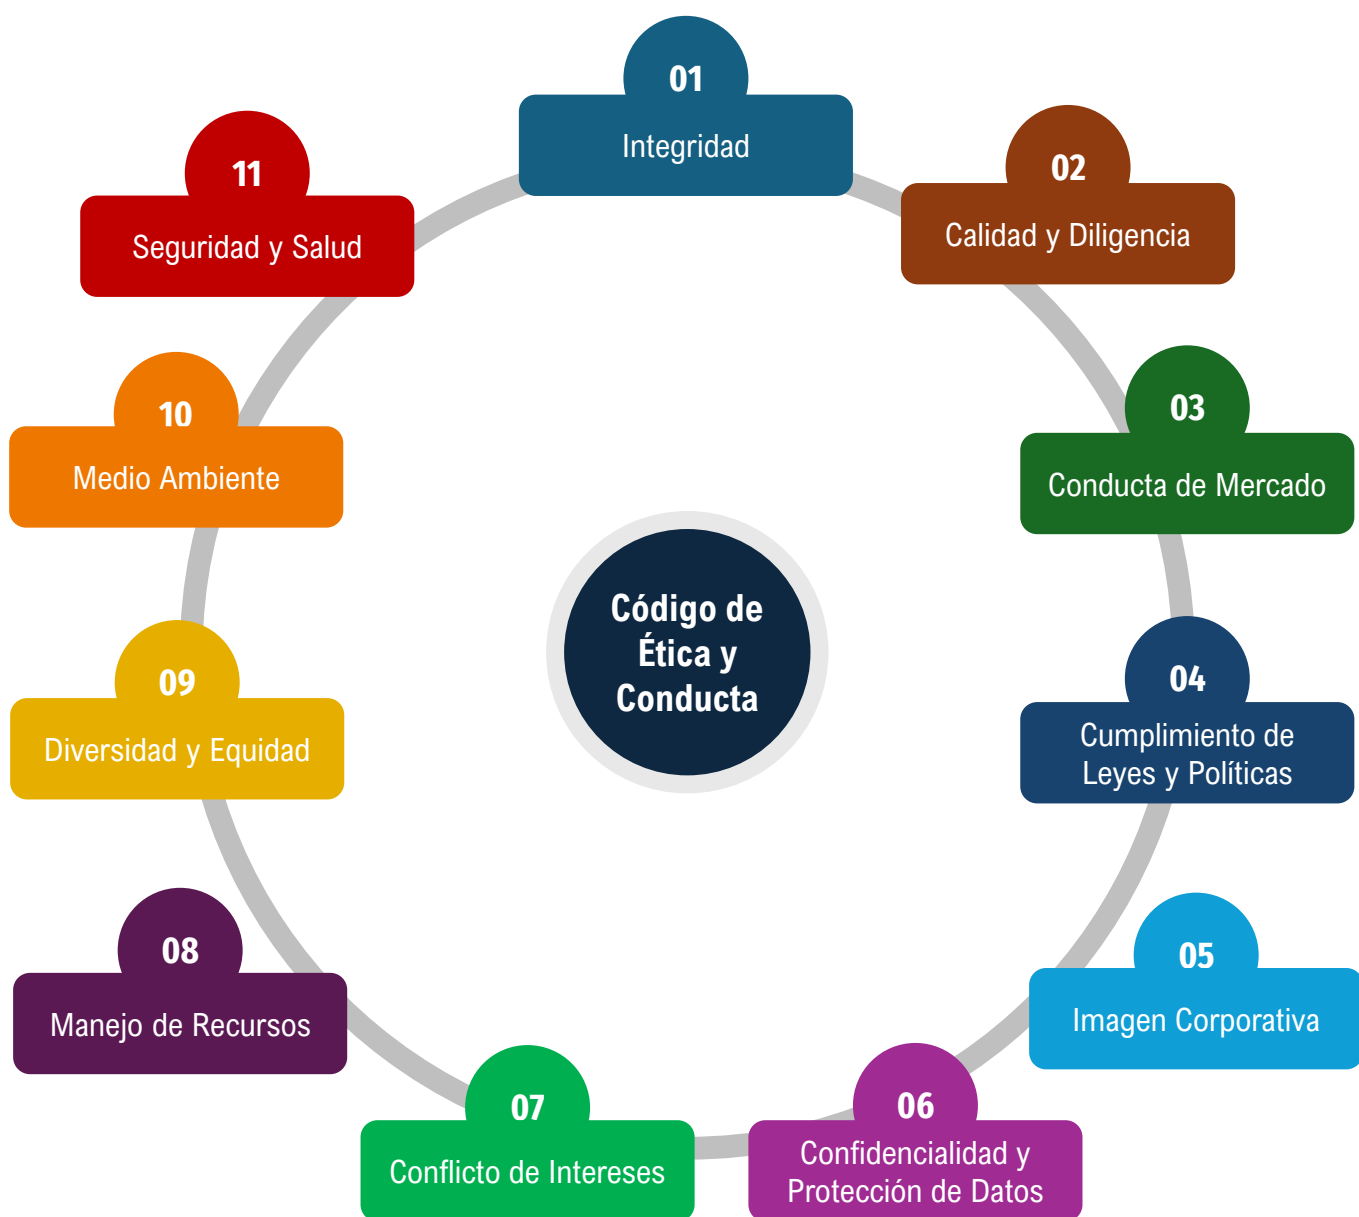 01
Integridad
02
Calidad y Diligencia
03
Conducta de Mercado
04
Cumplimiento de
Leyes y Políticas
05
Imagen Corporativa
06
Confidencialidad y
Protección de Datos
07
Conflicto de Intereses
08
Manejo de Recursos
09
Diversidad y Equidad
10
Medio Ambiente
11
Seguridad y Salud
Código de
Ética y
Conducta